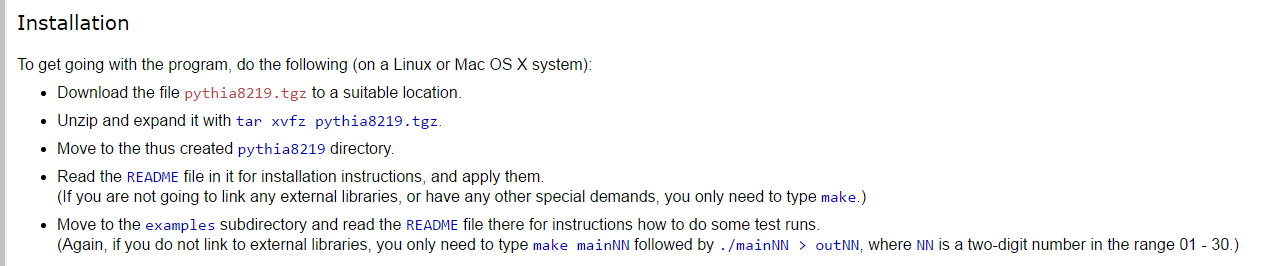 Installation
To get going with the program, do the following (on a Linux or Mac OS X system):
• Download the file pythia8219.tgz to a suitable location.
• Unzip and expand it with tar xvfz pythia8219.tgz.
• Move to the thus created pythia8219 directory.
• Read the README file in it for installation instructions, and apply them.
(If you are not going to link any external libraries, or have any other special demands, you only need to type make.)
• Move to the examples subdirectory and read the README file there for instructions how to do some test runs.
(Again, if you do not link to external libraries, you only need to type make mainNN followed by ./mainNN > outNN, where NN is a two-digit number in the range 01 - 30.)